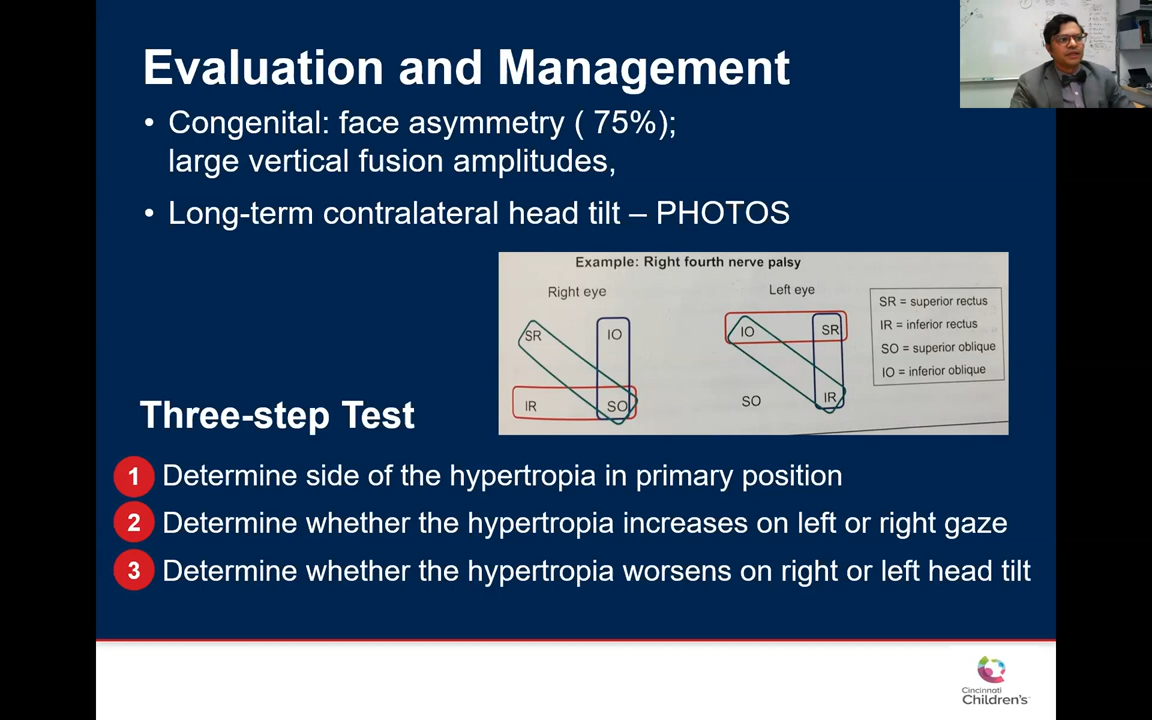 Evaluation and Management
• Congenital: face asymmetry ( 75%);
large vertical fusion amplitudes,
• Long-term contralateral head tilt – PHOTOS
Example: Right fourth nerve palsy
Right eye
Left eye
SR
IO
IR
SO
IO
SR
SO
IR
SR = superior rectus
IR = inferior rectus
SO = superior oblique
IO = inferior oblique
Three-step Test
1 Determine side of the hypertropia in primary position
2 Determine whether the hypertropia increases on left or right gaze
3 Determine whether the hypertropia worsens on right or left head tilt
Cincinnati
Children's